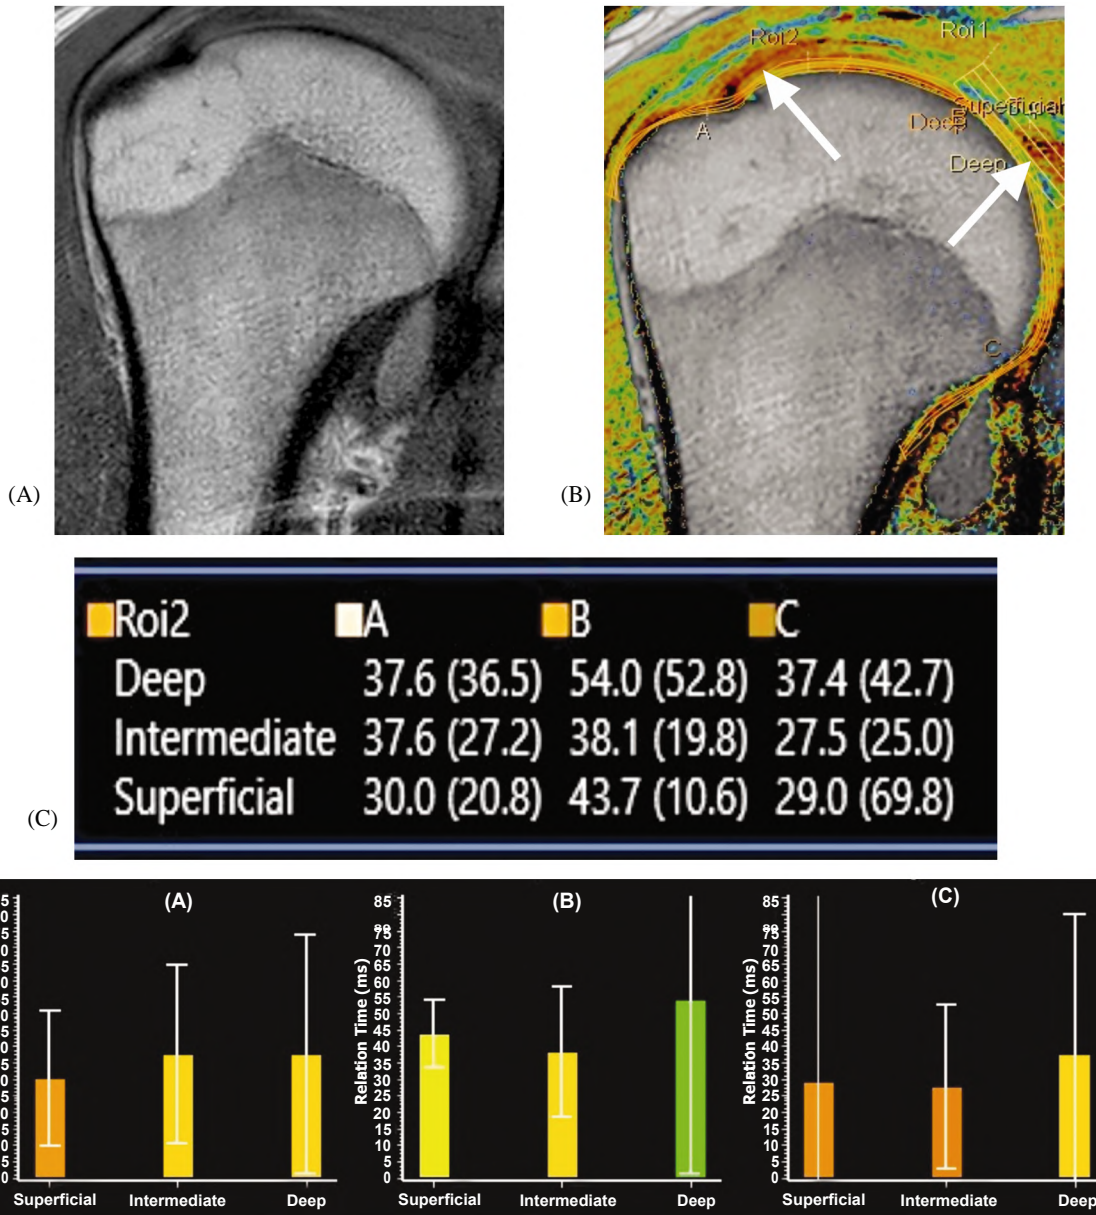 Roi2
Roi1
Superficial
B
Deep
A
Deep
C
(A)
(B)
Roi2 A B C
Deep 37.6 (36.5) 54.0 (52.8) 37.4 (42.7)
Intermediate 37.6 (27.2) 38.1 (19.8) 27.5 (25.0)
Superficial 30.0 (20.8) 43.7 (10.6) 29.0 (69.8)
(C)
(A)
Superficial Intermediate Deep
(B)
Relation Time (ms)
85
75
65
60
55
50
45
40
35
30
25
20
15
10
5
0
Superficial Intermediate Deep
(C)
Relation Time (ms)
85
75
65
60
55
50
45
40
35
30
25
20
15
10
5
0
Superficial Intermediate Deep